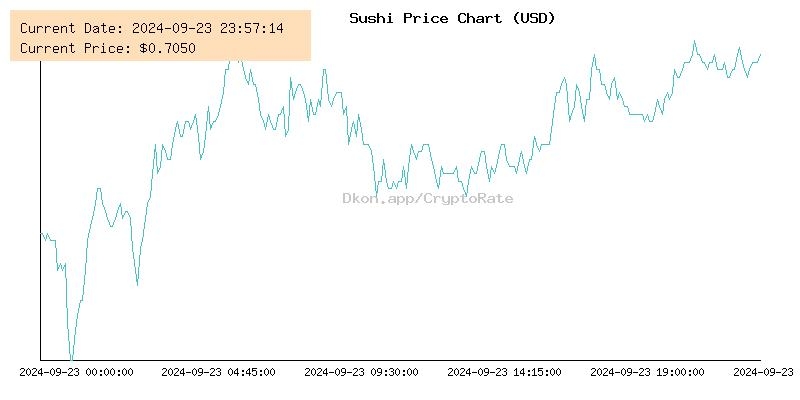 Sushi Price Chart (USD)
Current Date: 2024-09-23 23:57:14
Current Price: $0.7050
Dkon.app/CryptoRate
2024-09-23 00:00:00 2024-09-23 04:45:00 2024-09-23 09:30:00 2024-09-23 14:15:00 2024-09-23 19:00:00 2024-09-23